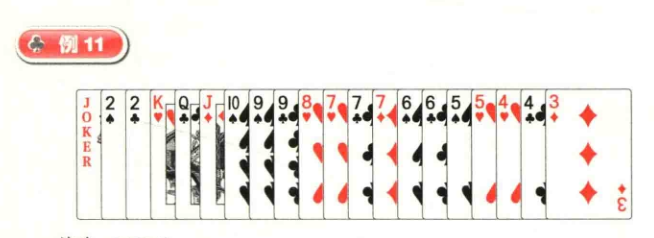 ♣ 例 11
JOKER 2♠ 2♣ K♥ Q♣ J♦ 10♠ 9♠ 9♣ 8♥ 7♥ 7♣ 7♦ 6♠ 6♣ 5♠ 5♥ 4♥ 4♣ 3♦ 3♦